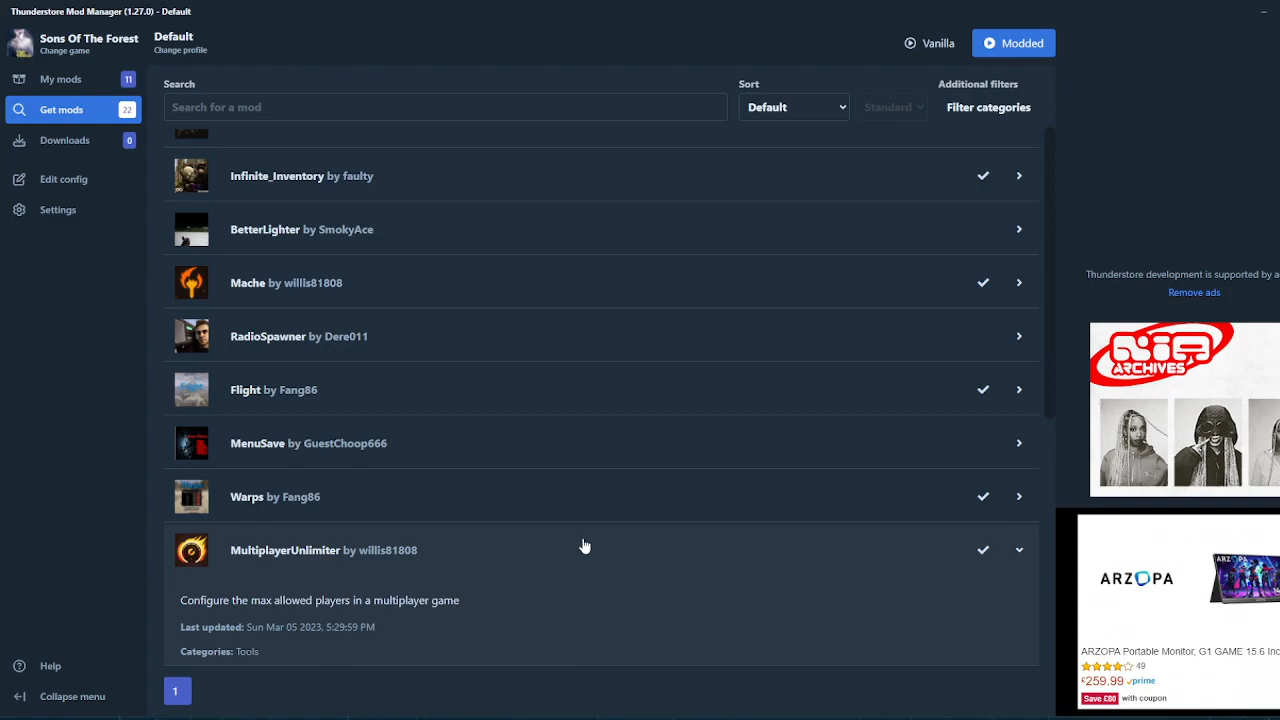 Thunderstore Mod Manager (1.27.0) - Default
Sons Of The Forest
Change game
Default
Change profile
Vanilla
Modded
My mods 11
Get mods 22
Downloads 0
Edit config
Settings
Search
Search for a mod
Sort
Default
Standard
Additional filters
Filter categories
Infinite_Inventory by faulty
BetterLighter by SmokyAce
Mache by willis81808
RadioSpawner by Dere011
Flight by Fang86
MenuSave by GuestChoop666
Warps by Fang86
MultiplayerUnlimiter by willis81808
Configure the max allowed players in a multiplayer game
Last updated: Sun Mar 05 2023, 5:29:59 PM
Categories: Tools
1
Help
Collapse menu
Thunderstore development is supported by a
Remove ads
NIA
ARCHIVES
ARZOPA
ARZOPA
ARZOPA Portable Monitor, G1 GAME 15.6 Inc
49
£259.99 prime
Save £80 with coupon